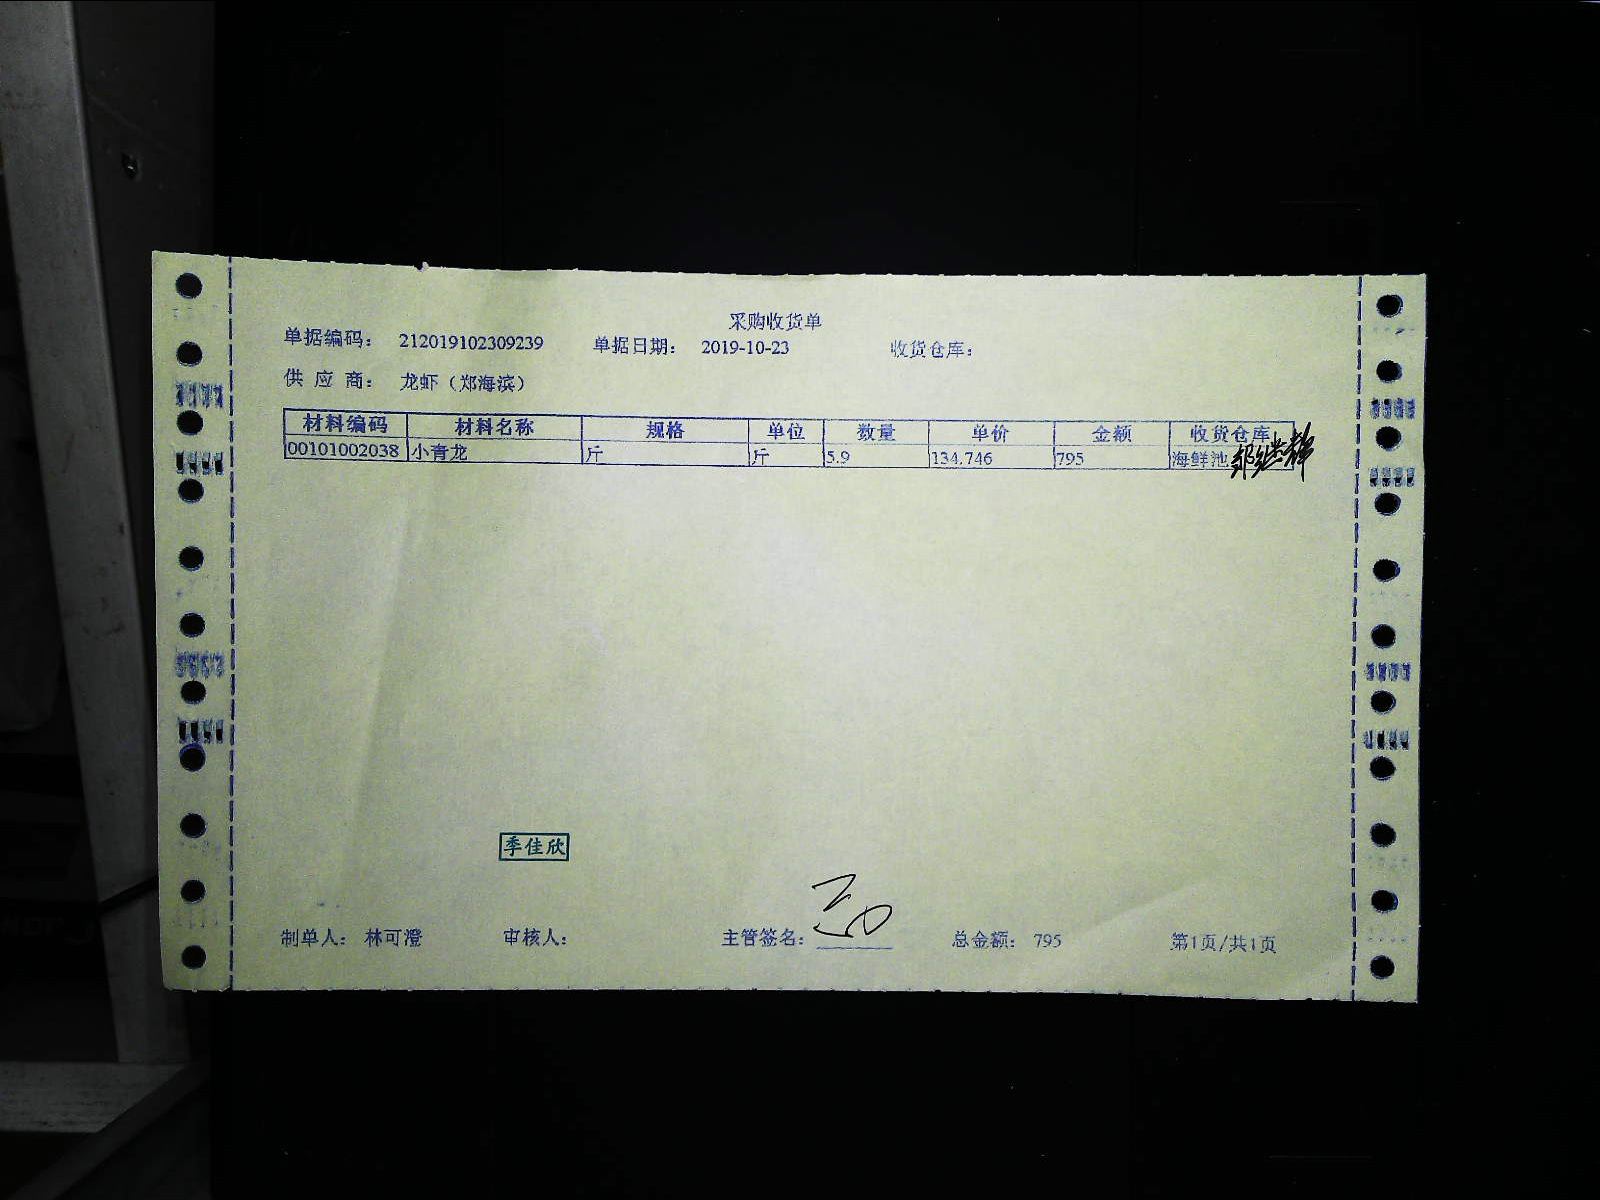 采购收货单
单据编码： 212019102309239 单据日期： 2019-10-23 收货仓库：
供 应 商： 龙虾（郑海滨）
材料编码 材料名称 规格 单位 数量 单价 金额 收货仓库
00101002038 小青龙 斤 斤 5.9 134.746 795 海鲜池
季佳欣
制单人： 林可澄 审核人： 主管签名： 总金额： 795 第1页/共1页